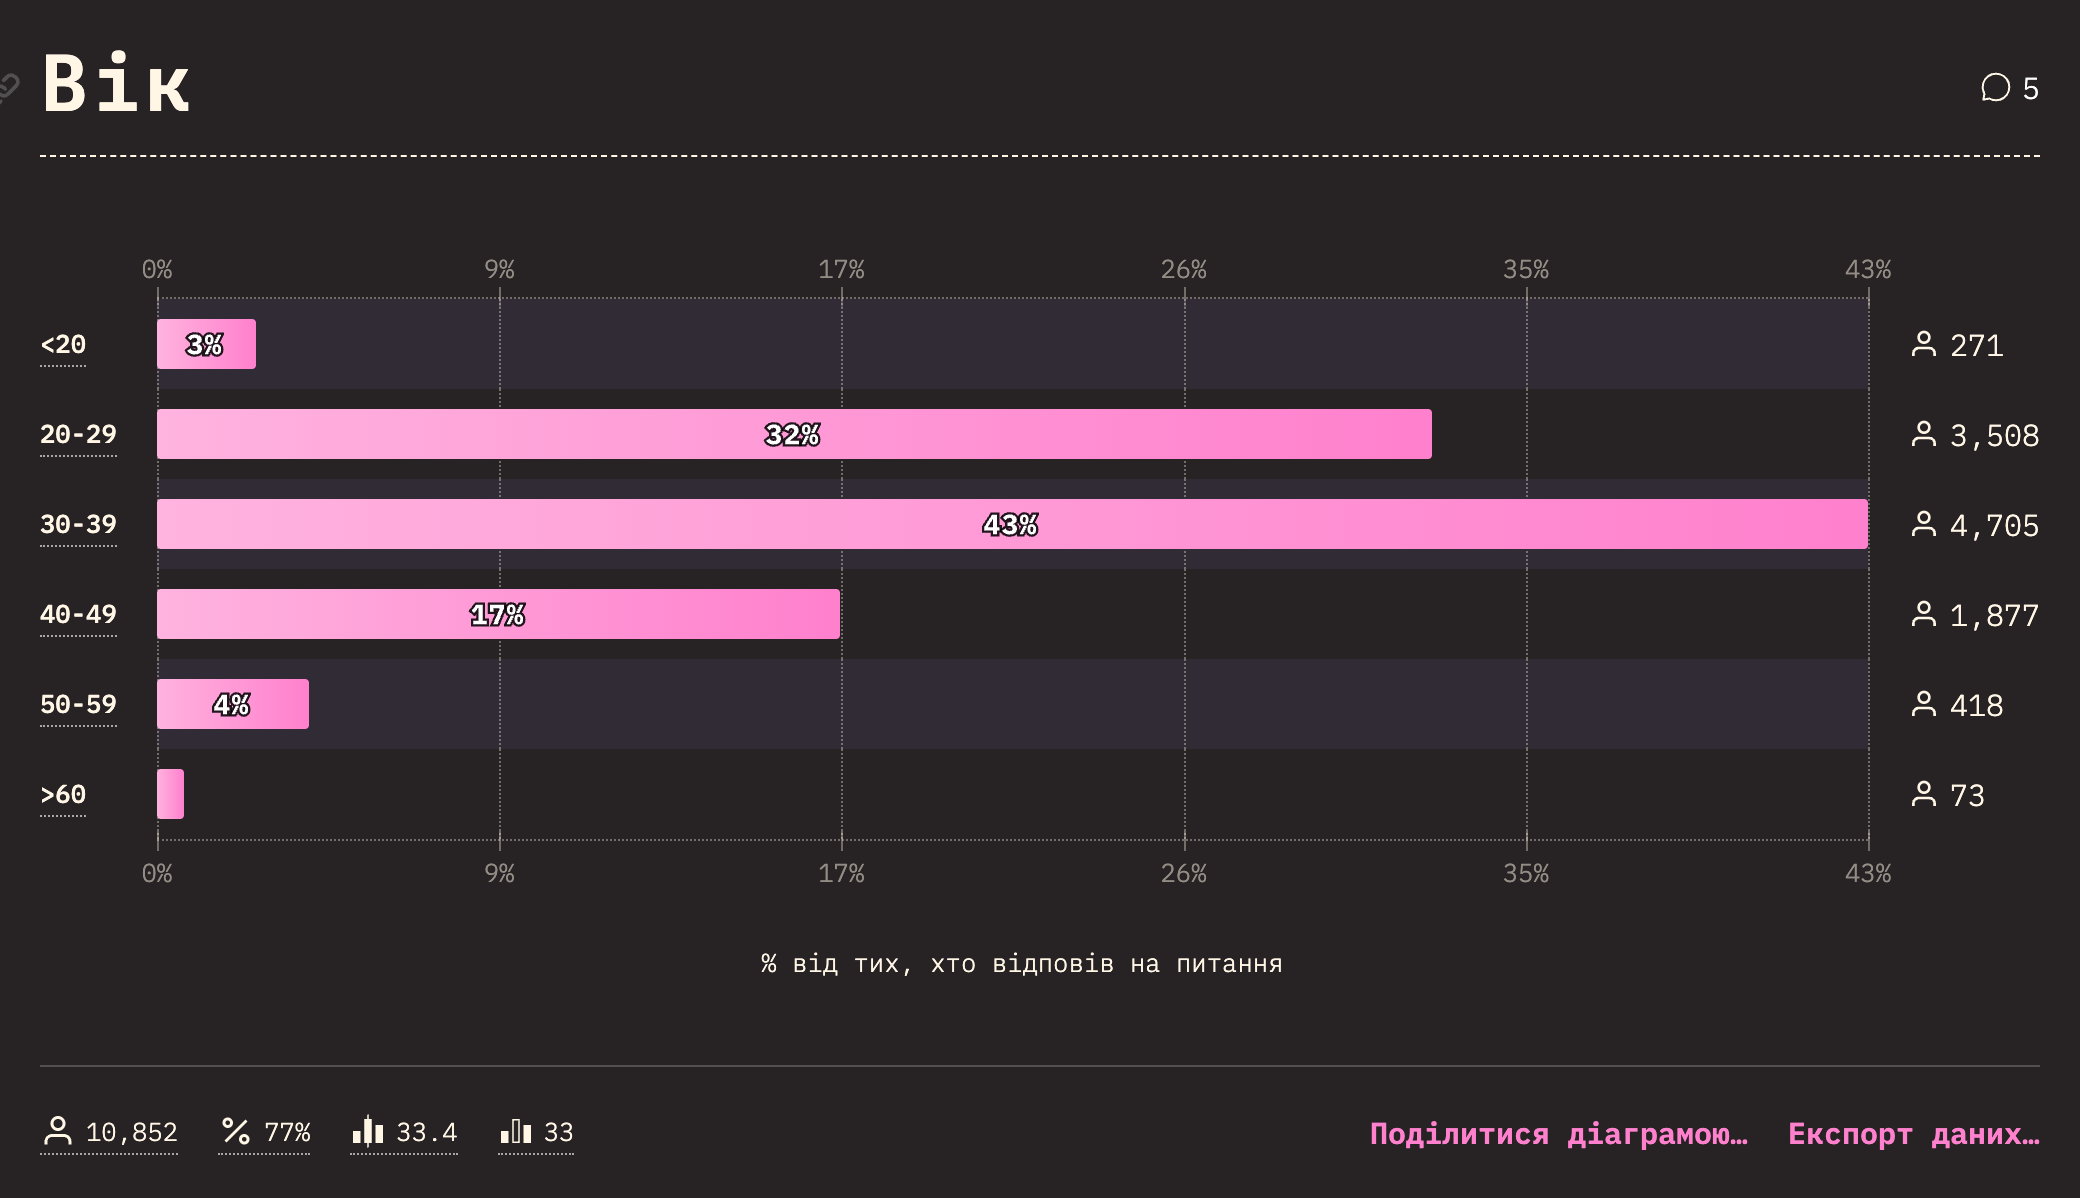 Вік
5
0% 9% 17% 26% 35% 43%
<20 3% 271
20-29 32% 3,508
30-39 43% 4,705
40-49 17% 1,877
50-59 4% 418
>60 73
0% 9% 17% 26% 35% 43%
% від тих, хто відповів на питання
10,852 77% 33.4 33 Поділитися діаграмою… Експорт даних…